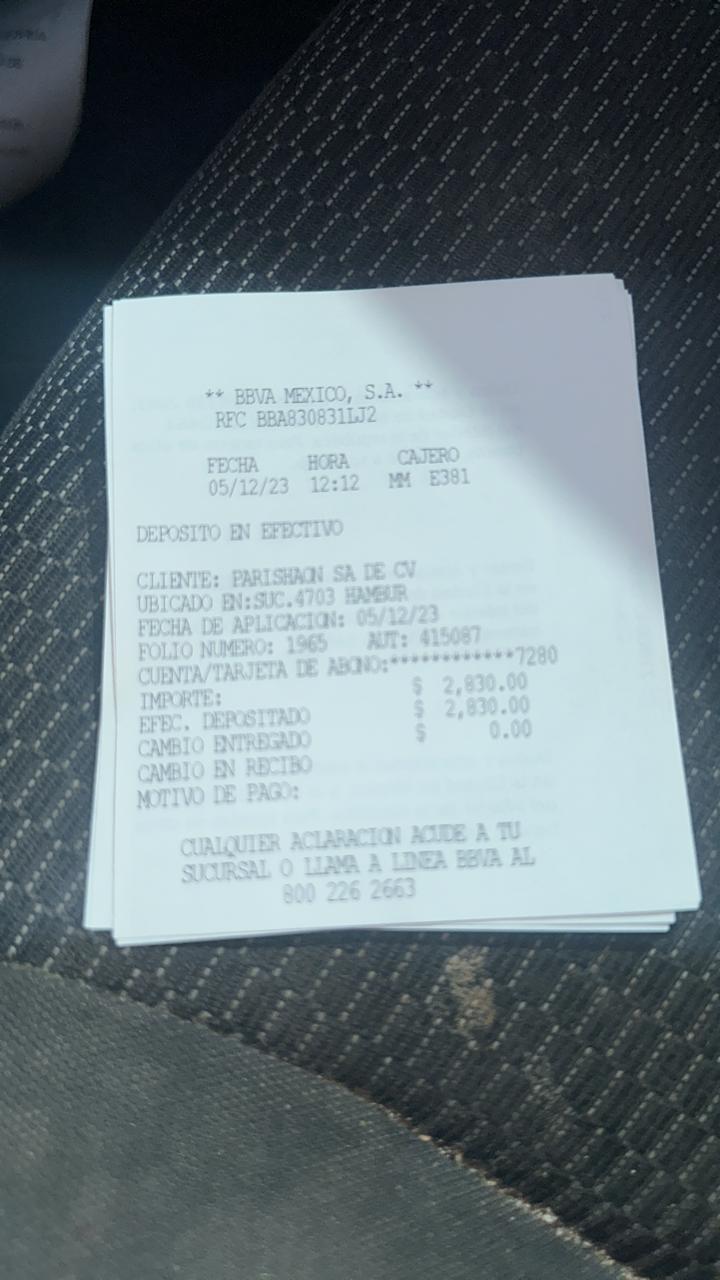 ** BBVA MEXICO, S.A. **
RFC BBA830831LJ2
FECHA HORA CAJERO
05/12/23 12:12 MM E381
DEPOSITO EN EFECTIVO
CLIENTE: PARISHAON SA DE CV
UBICADO EN:SUC.4703 HAMBUR
FECHA DE APLICACION: 05/12/23
FOLIO NUMERO: 1965 AUT: 415087
CUENTA/TARJETA DE ABONO:************7280
IMPORTE: $ 2,830.00
EFEC. DEPOSITADO $ 2,830.00
CAMBIO ENTREGADO $ 0.00
CAMBIO EN RECIBO
MOTIVO DE PAGO:
CUALQUIER ACLARACION ACUDE A TU
SUCURSAL O LLAMA A LINEA BBVA AL
800 226 2663